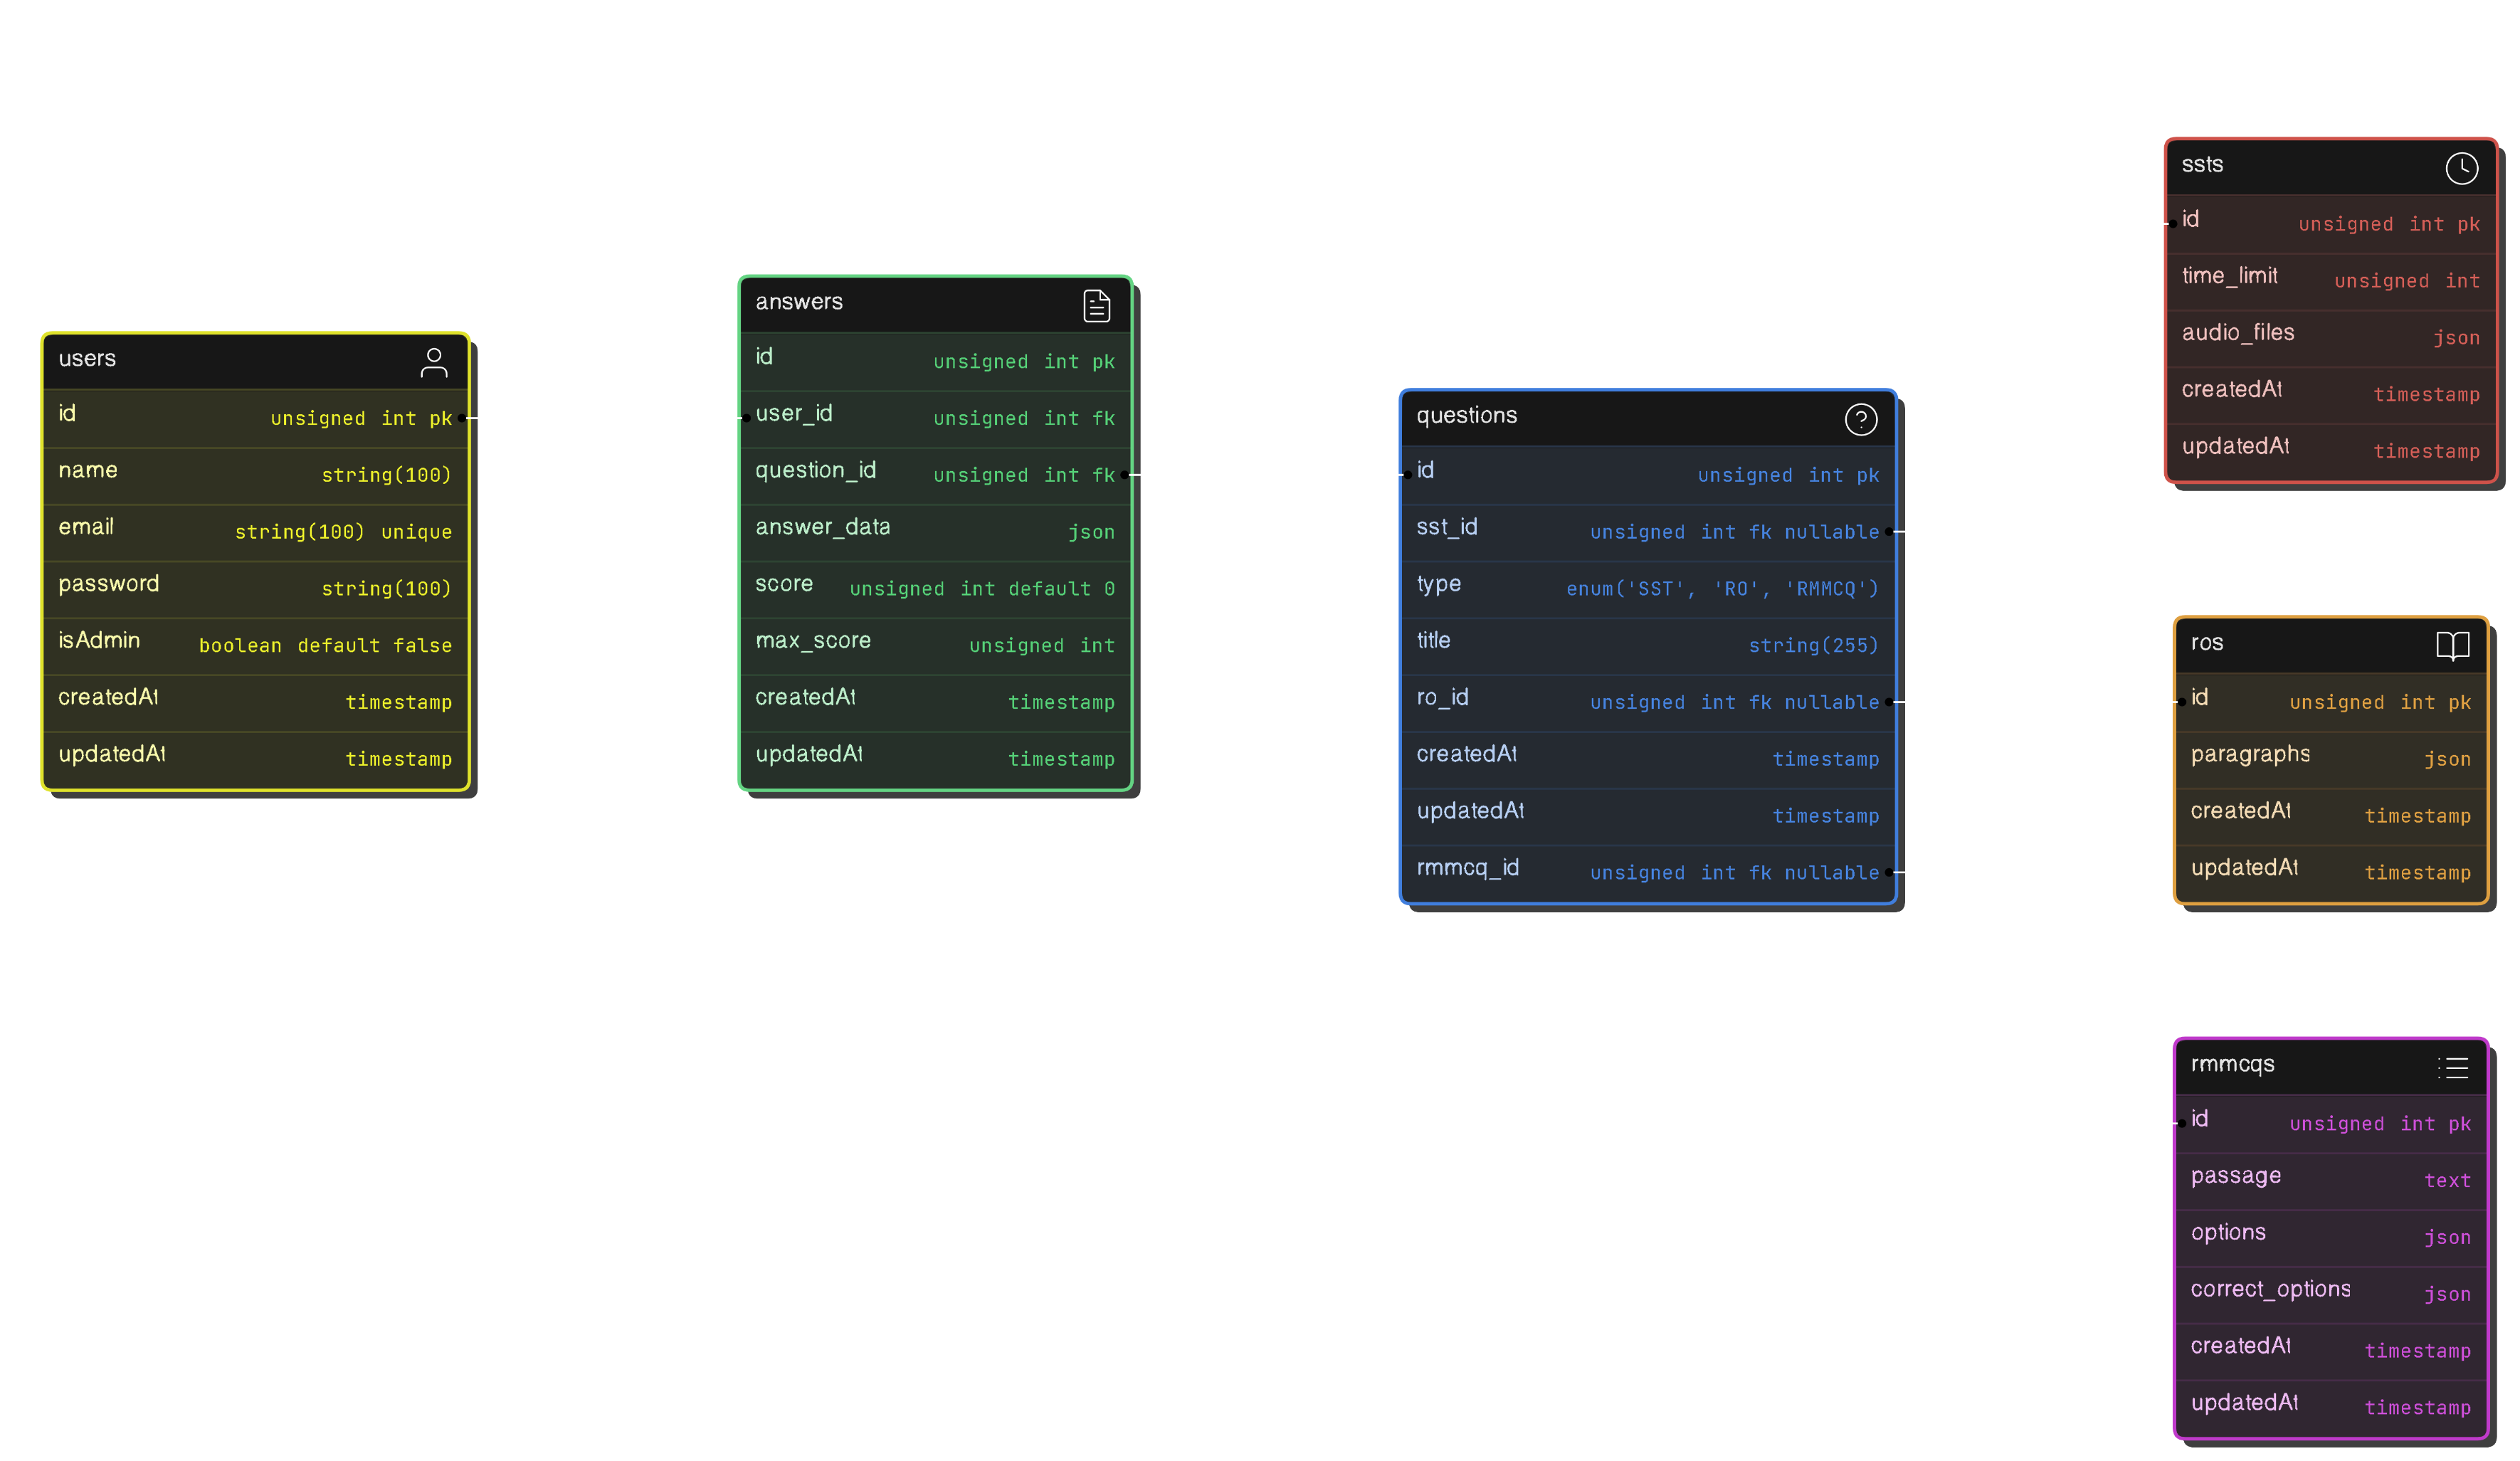 users
id unsigned int pk
name string(100)
email string(100) unique
password string(100)
isAdmin boolean default false
createdAt timestamp
updatedAt timestamp
answers
id unsigned int pk
user_id unsigned int fk
question_id unsigned int fk
answer_data json
score unsigned int default 0
max_score unsigned int
createdAt timestamp
updatedAt timestamp
questions
id unsigned int pk
sst_id unsigned int fk nullable
type enum('SST', 'RO', 'RMMCQ')
title string(255)
ro_id unsigned int fk nullable
createdAt timestamp
updatedAt timestamp
rmmcq_id unsigned int fk nullable
ssts
id unsigned int pk
time_limit unsigned int
audio_files json
createdAt timestamp
updatedAt timestamp
ros
id unsigned int pk
paragraphs json
createdAt timestamp
updatedAt timestamp
rmmcqs
id unsigned int pk
passage text
options json
correct_options json
createdAt timestamp
updatedAt timestamp